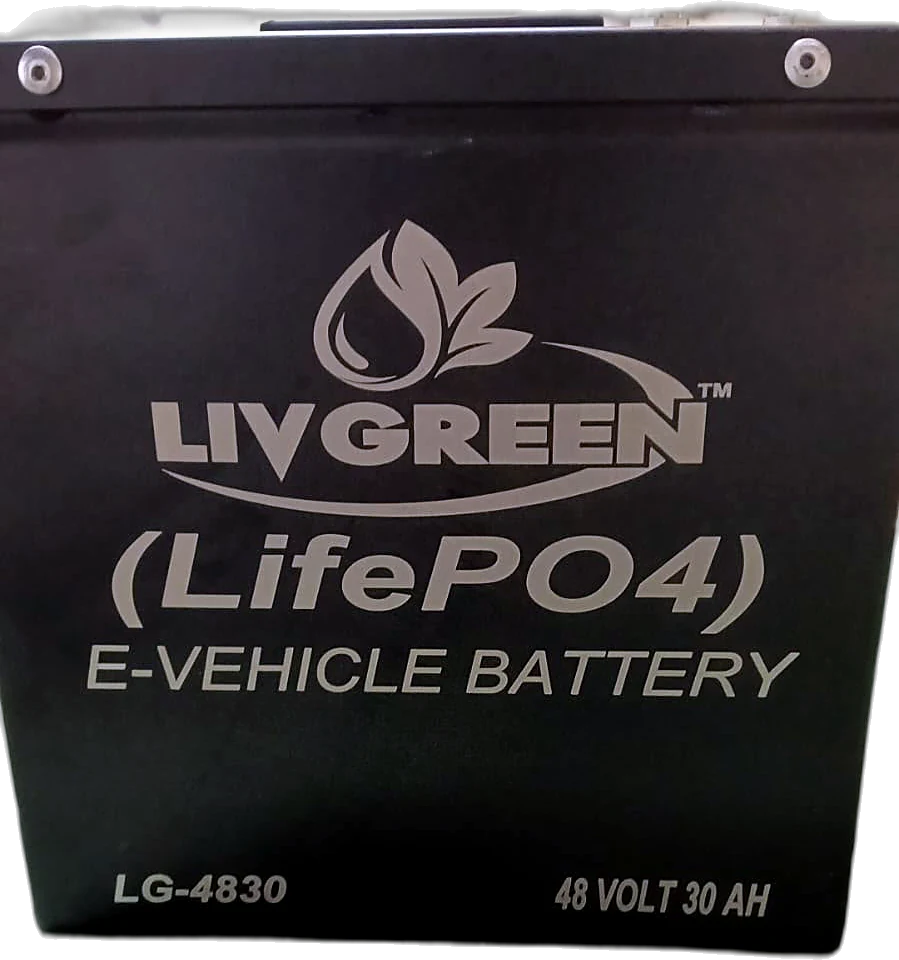 LIVGREEN™
(LifePO4)
E-VEHICLE BATTERY
LG-4830
48 VOLT 30 AH